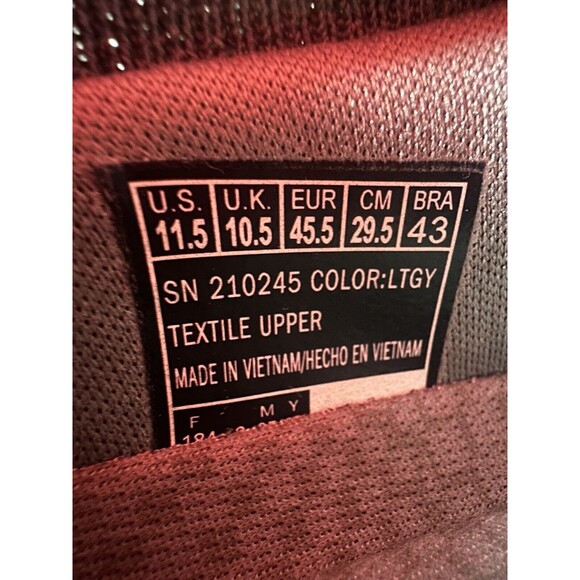 U.S. U.K. EUR CM BRA
11.5 10.5 45.5 29.5 43
SN 210245 COLOR:LTGY
TEXTILE UPPER
MADE IN VIETNAM/HECHO EN VIETNAM
F M Y